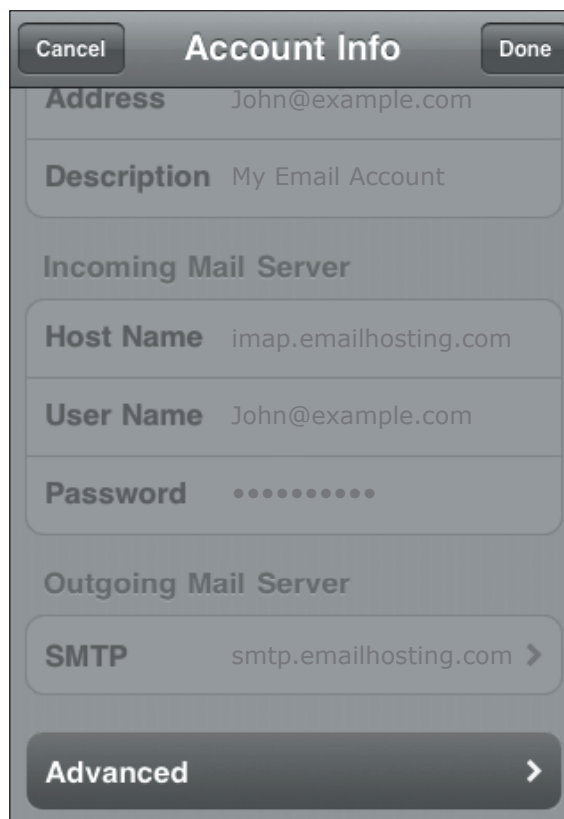 Cancel Account Info Done
Address John@example.com
Description My Email Account
Incoming Mail Server
Host Name imap.emailhosting.com
User Name John@example.com
Password ••••••••••
Outgoing Mail Server
SMTP smtp.emailhosting.com
Advanced